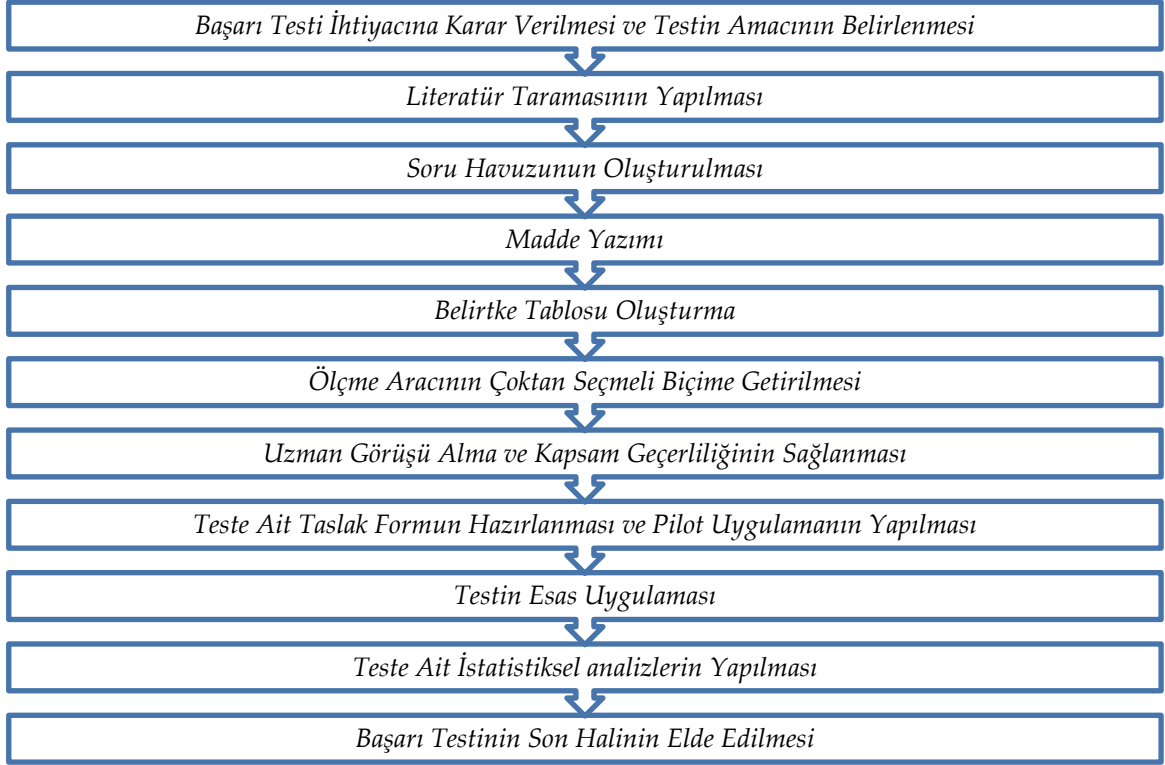 Başarı Testi İhtiyacına Karar Verilmesi ve Testin Amacının Belirlenmesi
Literatür Taramasının Yapılması
Soru Havuzunun Oluşturulması
Madde Yazımı
Belirtke Tablosu Oluşturma
Ölçme Aracının Çoktan Seçmeli Biçime Getirilmesi
Uzman Görüşü Alma ve Kapsam Geçerliliğinin Sağlanması
Teste Ait Taslak Formun Hazırlanması ve Pilot Uygulamanın Yapılması
Testin Esas Uygulaması
Teste Ait İstatistiksel analizlerin Yapılması
Başarı Testinin Son Halinin Elde Edilmesi